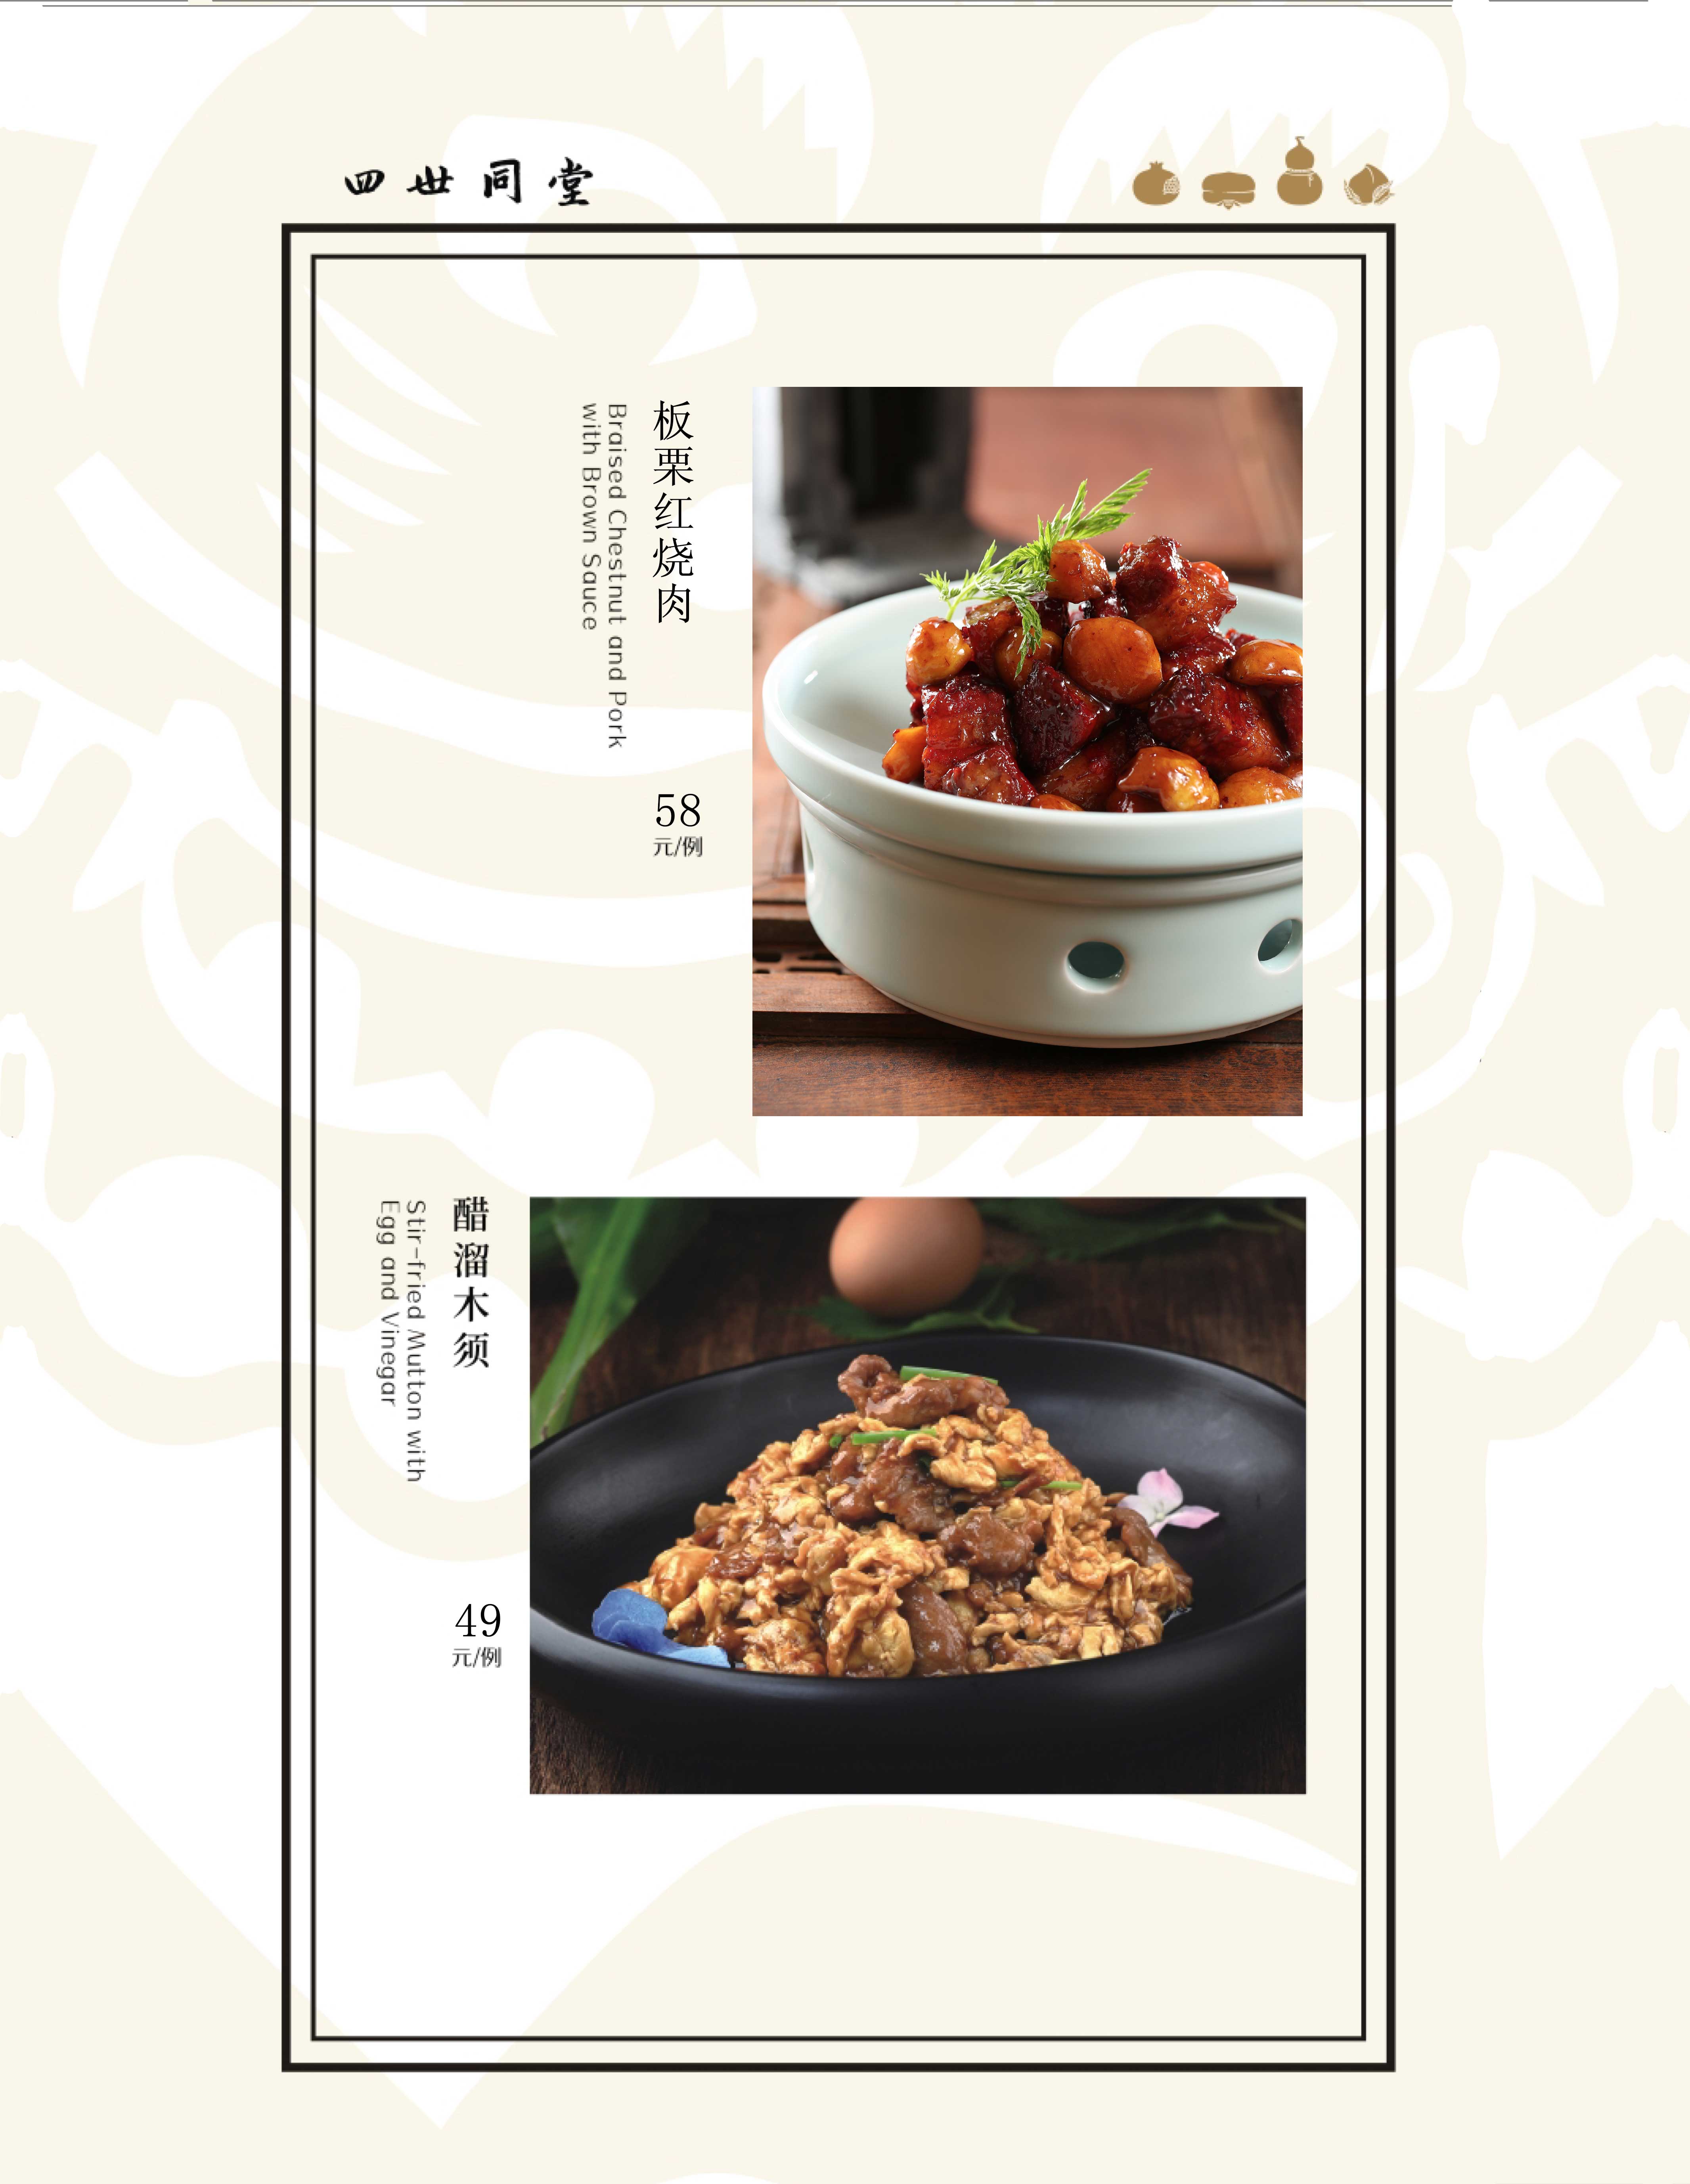 四世同堂
板栗红烧肉
Braised Chestnut and Pork
with Brown Sauce
58
元/例
醋溜木须
Stir-fried Mutton with
Egg and Vinegar
49
元/例